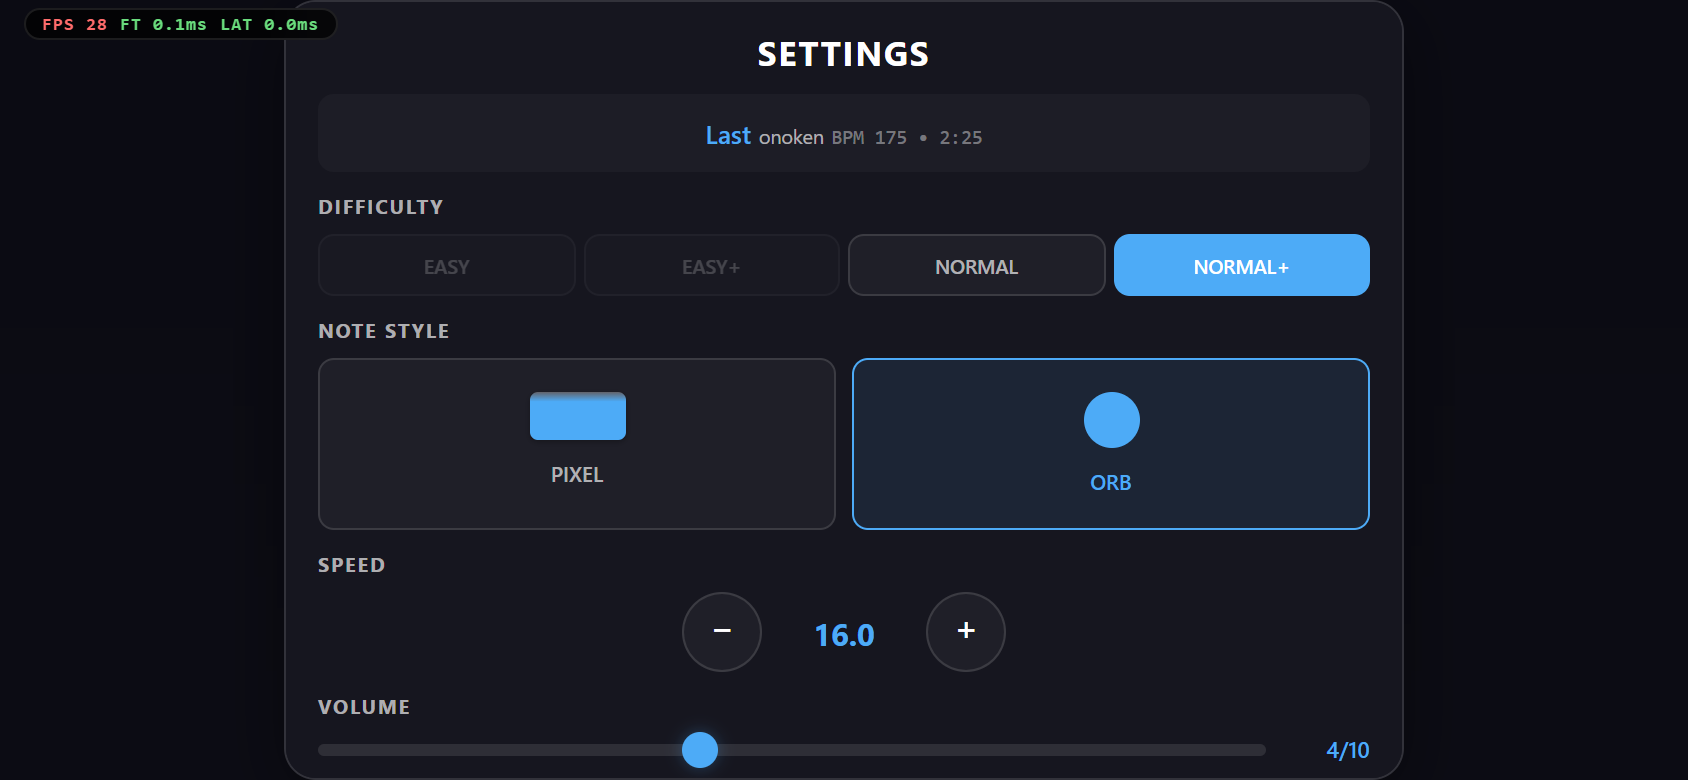 FPS 28 FT 0.1ms LAT 0.0ms
SETTINGS
Last onoken BPM 175 • 2:25
DIFFICULTY
EASY EASY+ NORMAL NORMAL+
NOTE STYLE
PIXEL ORB
SPEED
− 16.0 +
VOLUME
4/10